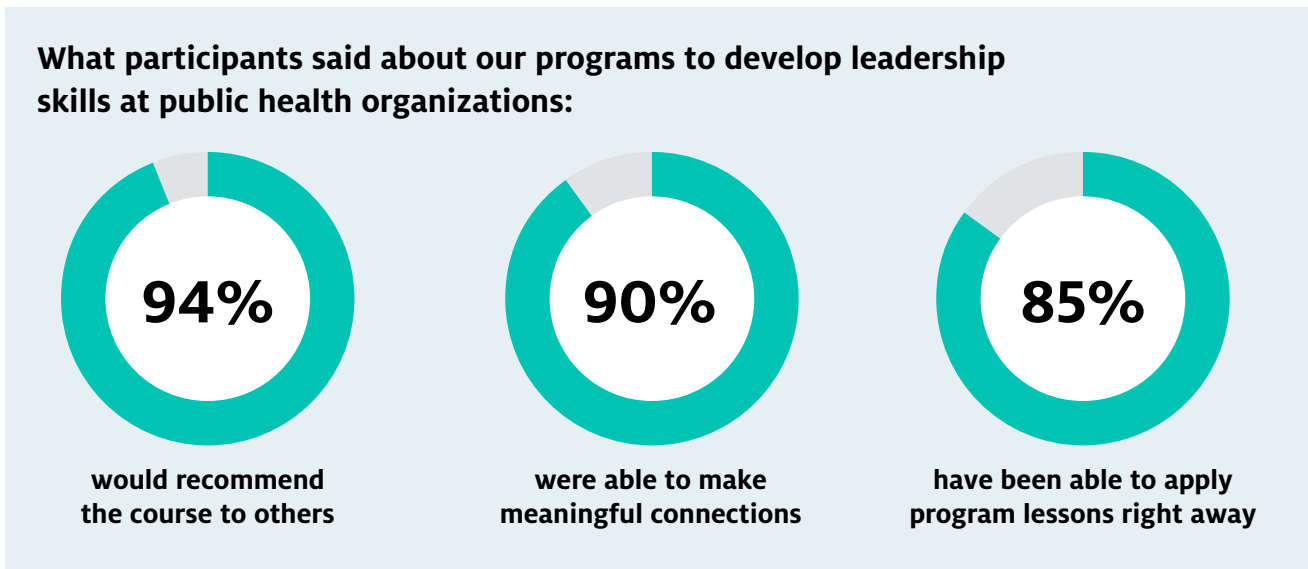 What participants said about our programs to develop leadership
skills at public health organizations:
94%
would recommend
the course to others
90%
were able to make
meaningful connections
85%
have been able to apply
program lessons right away